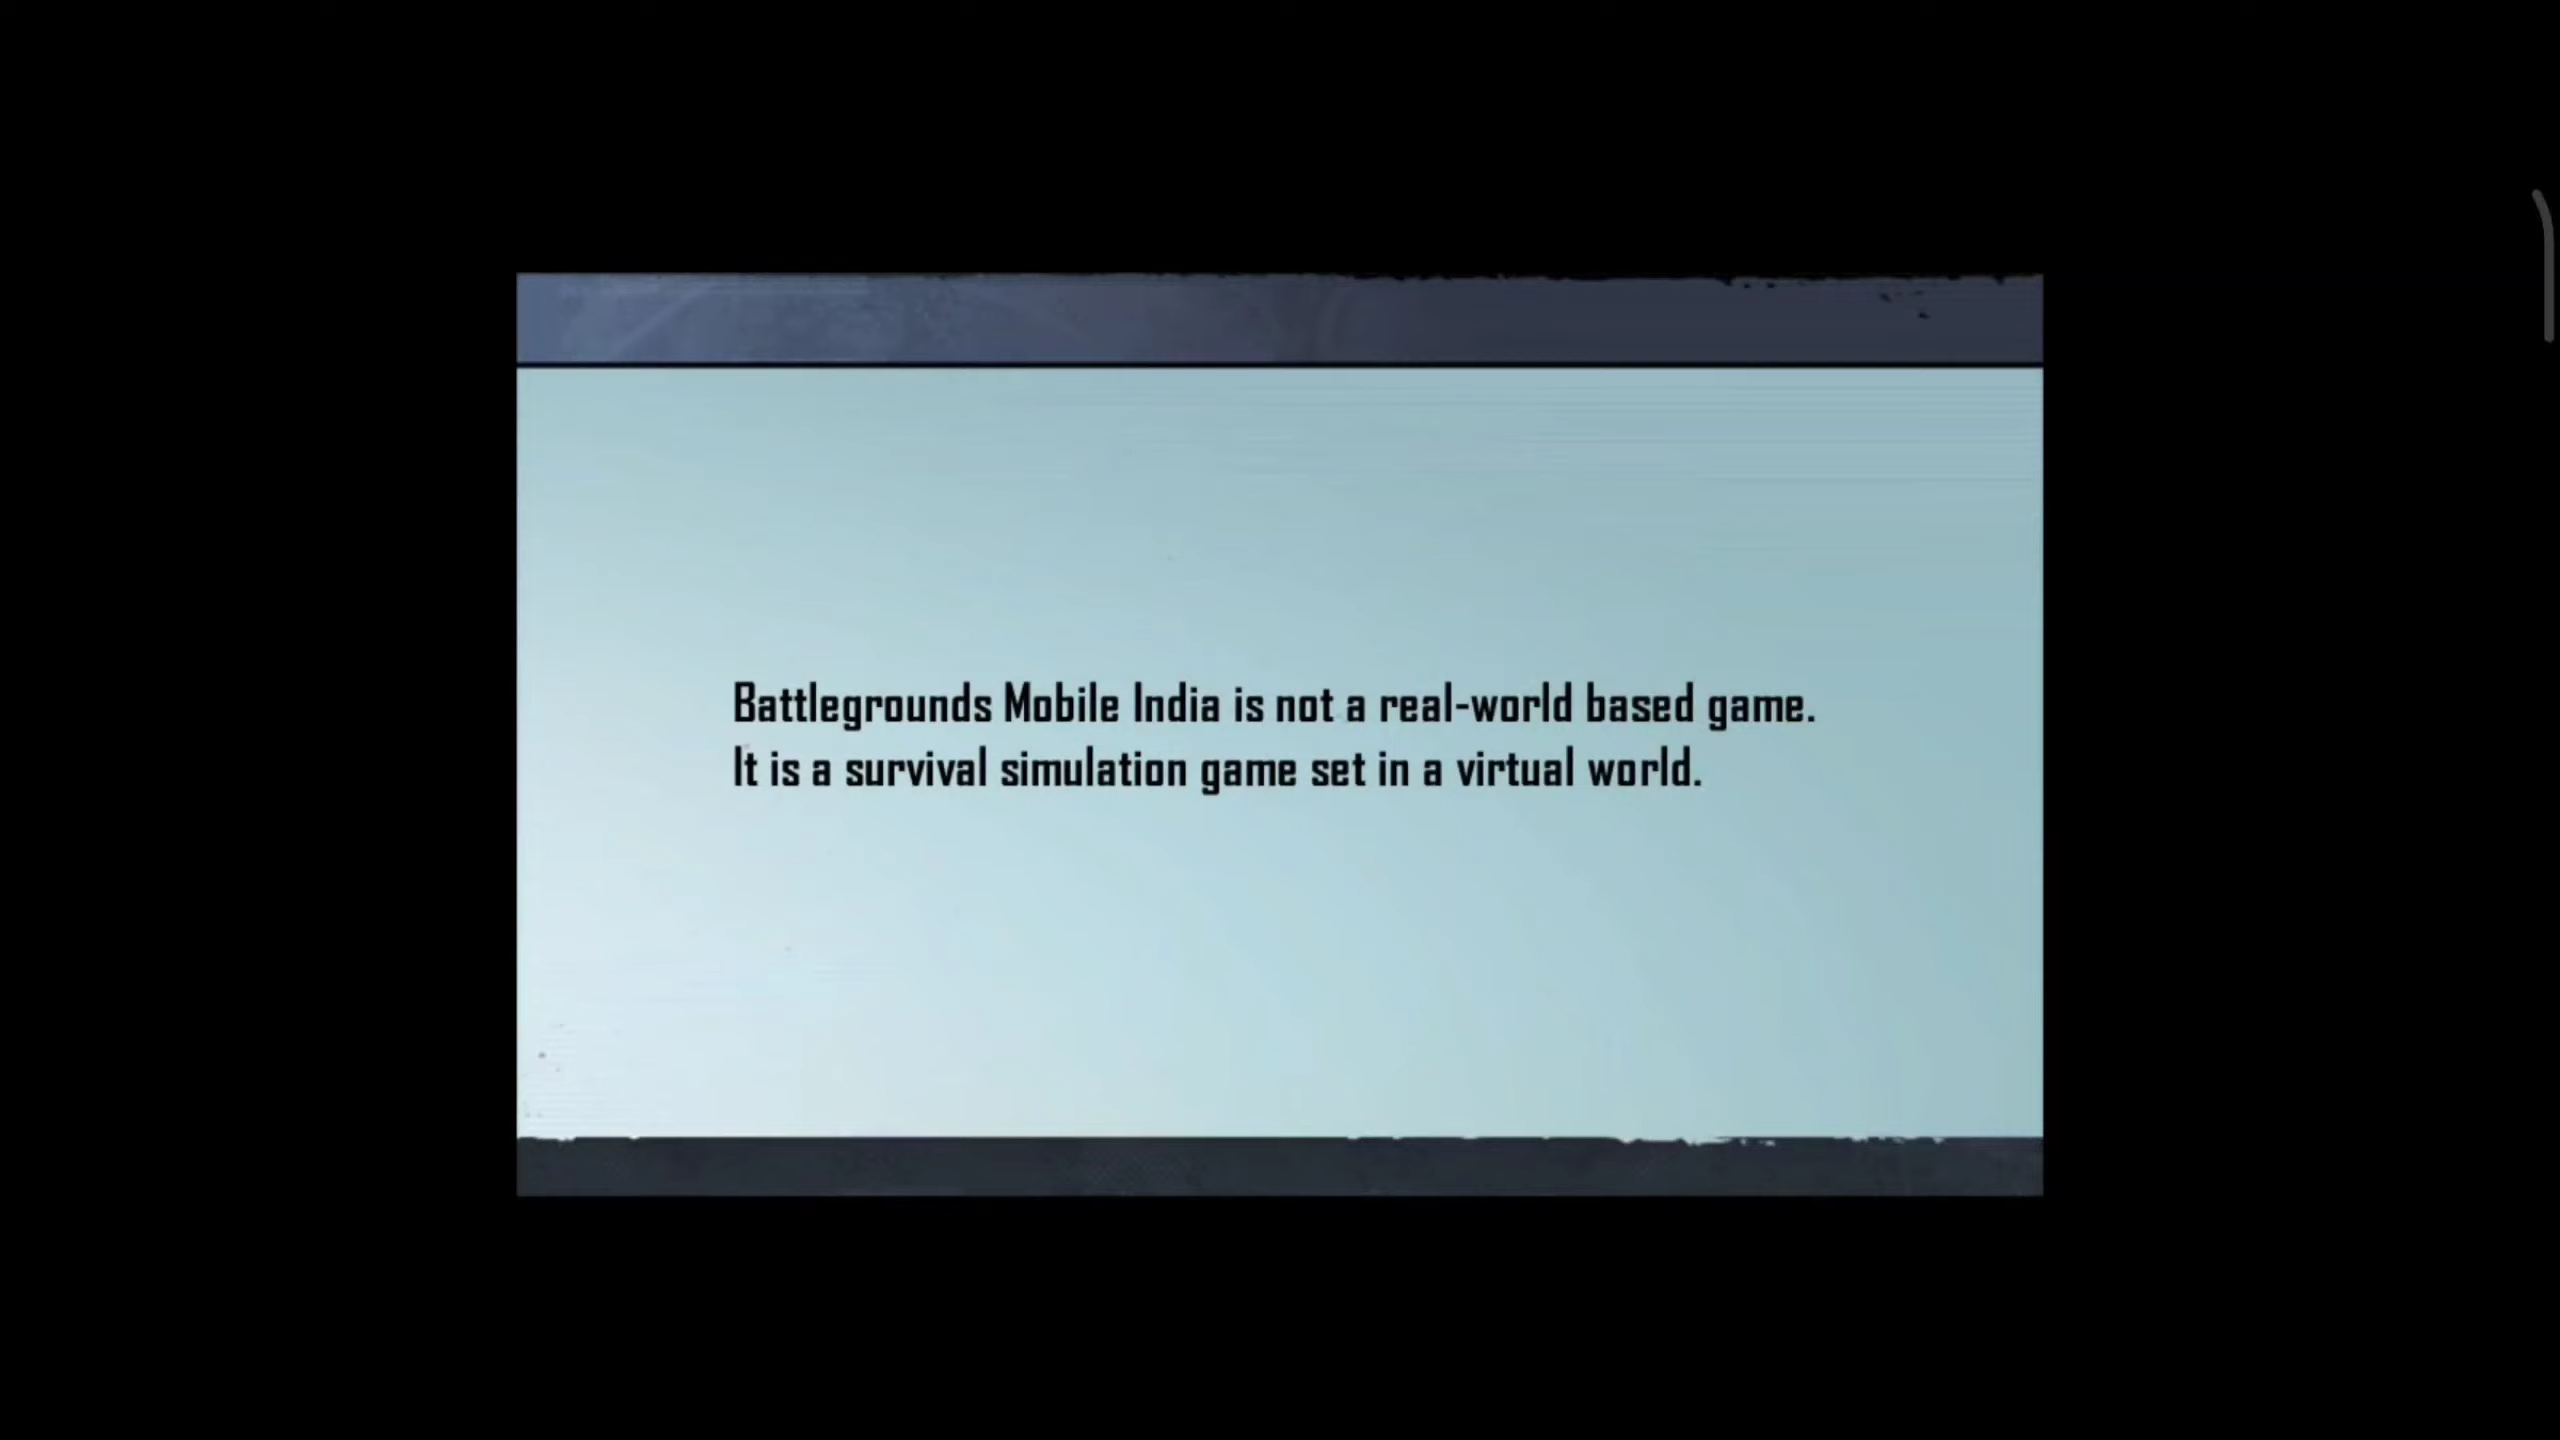 Battlegrounds Mobile India is not a real-world based game.
It is a survival simulation game set in a virtual world.